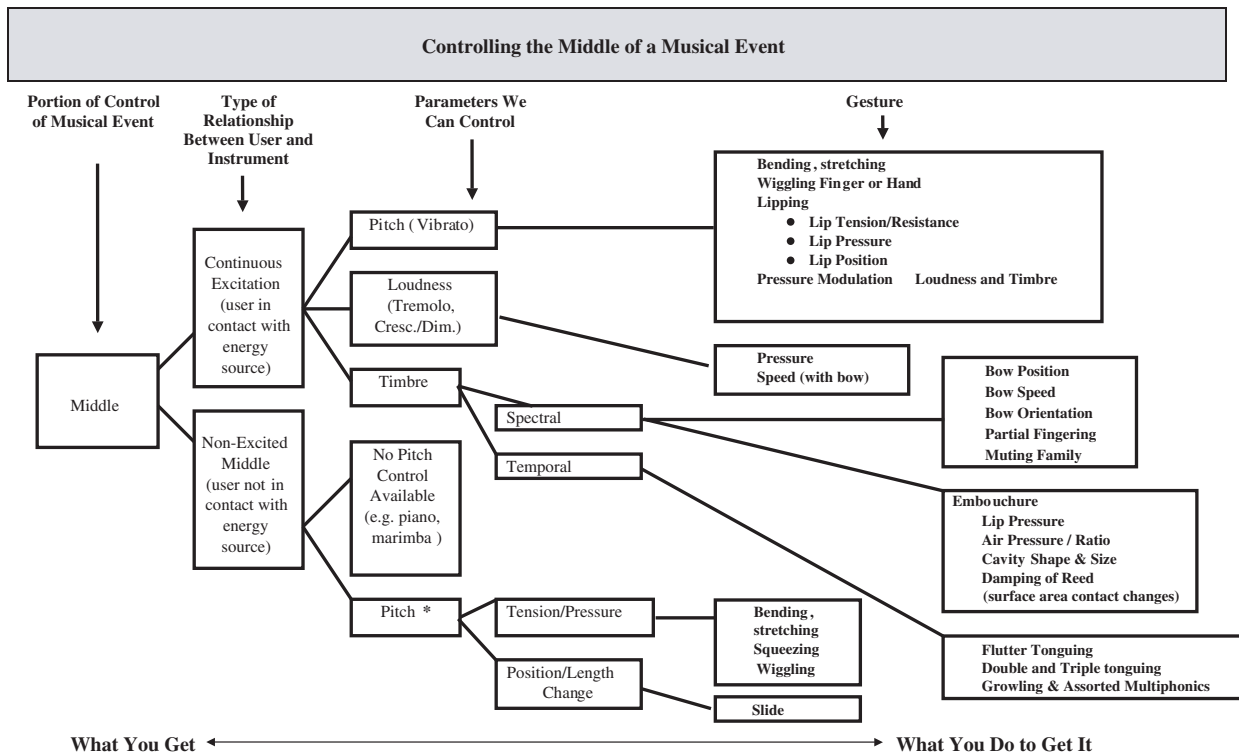 Controlling the Middle of a Musical Event
Portion of Control
of Musical Event
Type of
Relationship
Between User and
Instrument
Parameters We
Can Control
Gesture
Middle
Continuous
Excitation
(user in
contact with
energy
source)
Non-Excited
Middle
(user not in
contact with
energy
source)
Pitch (Vibrato)
Loudness
(Tremolo,
Cresc./Dim.)
Timbre
Spectral
Temporal
No Pitch
Control
Available
(e.g. piano,
marimba )
Pitch *
Tension/Pressure
Position/Length
Change
Bending, stretching
Wiggling Finger or Hand
Lipping
● Lip Tension/Resistance
● Lip Pressure
● Lip Position
Pressure Modulation Loudness and Timbre
Pressure
Speed (with bow)
Bow Position
Bow Speed
Bow Orientation
Partial Fingering
Muting Family
Embouchure
Lip Pressure
Air Pressure / Ratio
Cavity Shape & Size
Damping of Reed
(surface area contact changes)
Bending,
stretching
Squeezing
Wiggling
Slide
Flutter Tonguing
Double and Triple tonguing
Growling & Assorted Multiphonics
What You Get
What You Do to Get It